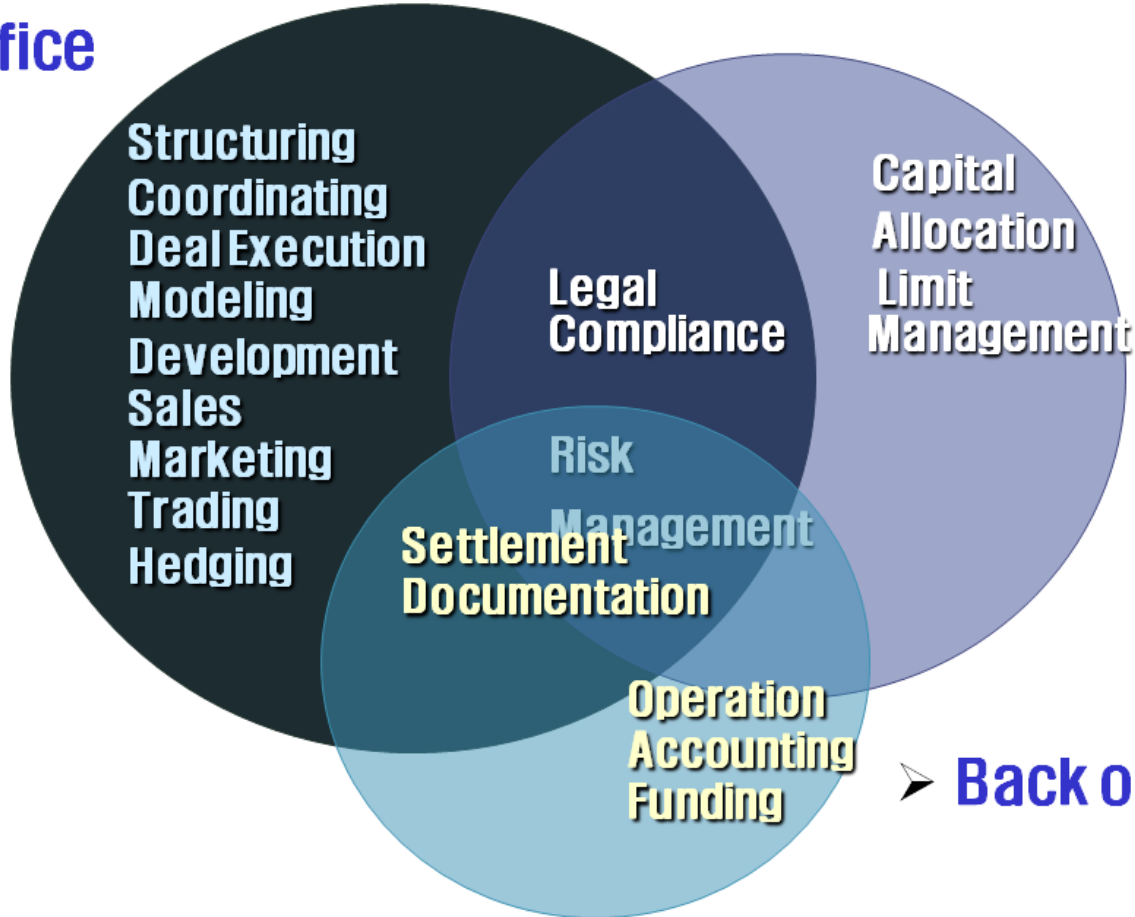 fice
Structuring
Coordinating
Deal Execution
Modeling
Development
Sales
Marketing
Trading
Hedging
Legal
Compliance
Capital
Allocation
Limit
Management
Risk
Management
Settlement
Documentation
Operation
Accounting
Funding
Back o